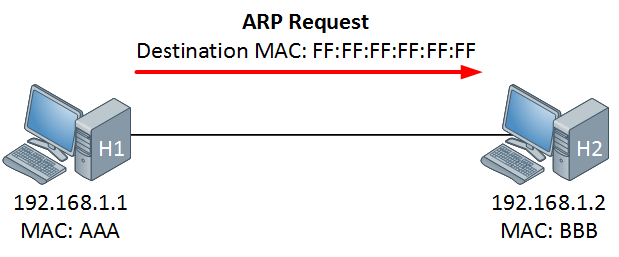 ARP Request
Destination MAC: FF:FF:FF:FF:FF:FF
H1
H2
192.168.1.1
192.168.1.2
MAC: AAA
MAC: BBB